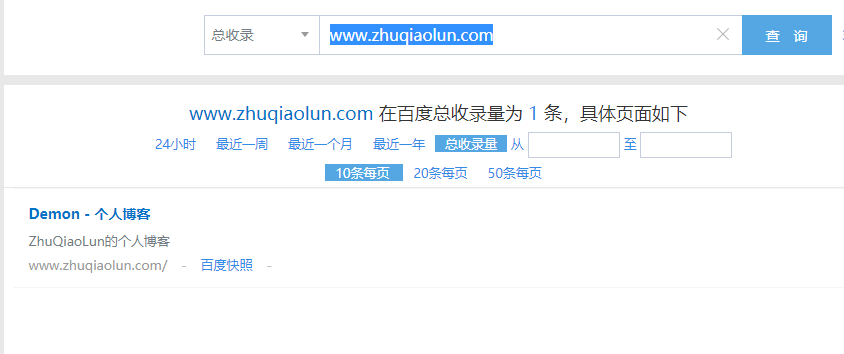 总收录 www.zhuqiaolun.com 查 询
www.zhuqiaolun.com 在百度总收录量为 1 条，具体页面如下
24小时 最近一周 最近一个月 最近一年 总收录量 从 至
10条每页 20条每页 50条每页
Demon - 个人博客
ZhuQiaoLun的个人博客
www.zhuqiaolun.com/ - 百度快照 -